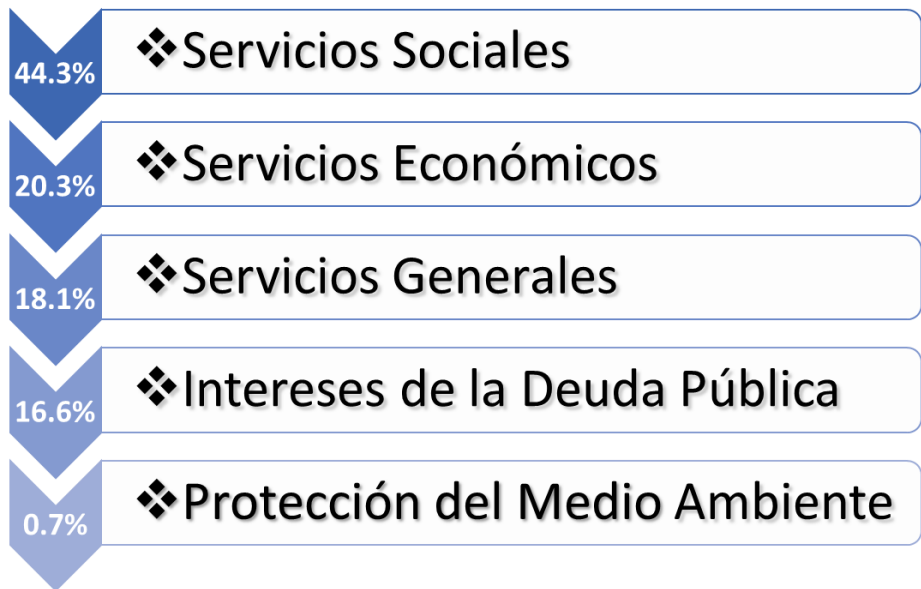 44.3% ❖Servicios Sociales
20.3% ❖Servicios Económicos
18.1% ❖Servicios Generales
16.6% ❖Intereses de la Deuda Pública
0.7% ❖Protección del Medio Ambiente